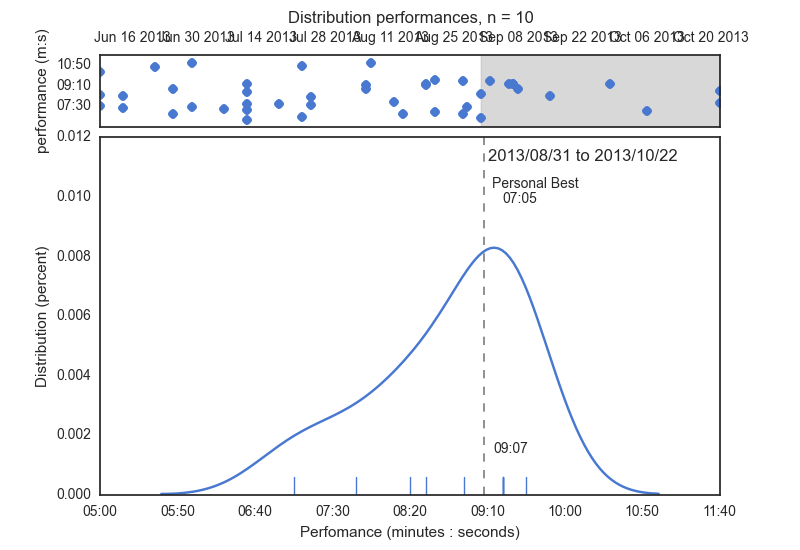 Distribution performances, n = 10
Jun 16 2013 Jun 30 2013 Jul 14 2013 Jul 28 2013 Aug 11 2013 Aug 25 2013 Sep 08 2013 Sep 22 2013 Oct 06 2013 Oct 20 2013
performance (m:s)
10:50
09:10
07:30
0.012
2013/08/31 to 2013/10/22
Personal Best
07:05
0.010
0.008
0.006
0.004
0.002
0.000
Distribution (percent)
09:07
05:00 05:50 06:40 07:30 08:20 09:10 10:00 10:50 11:40
Perfomance (minutes : seconds)